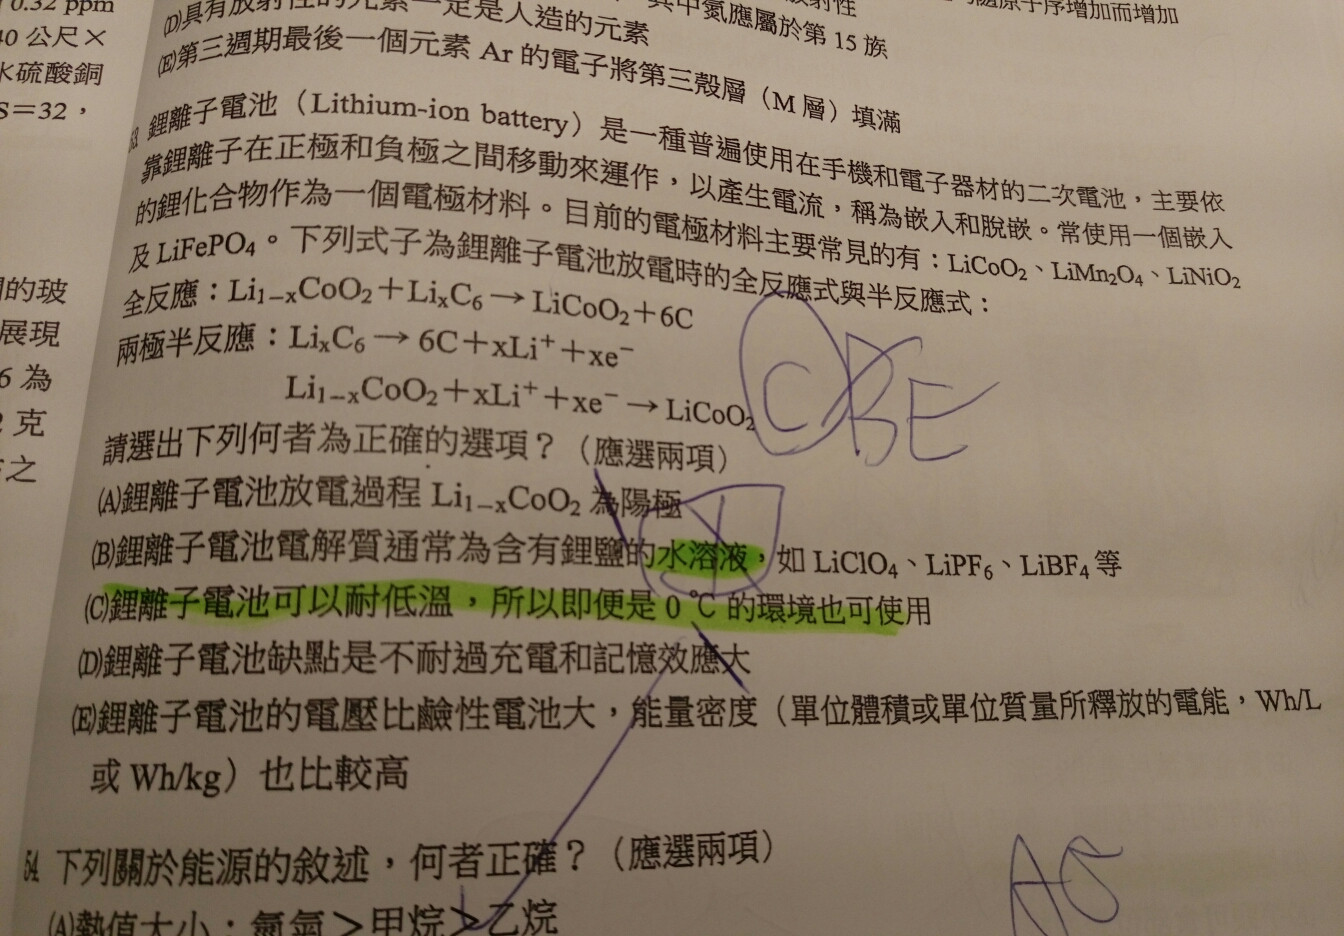 0.32 ppm
40 公尺×
水硫酸銅
S=32，
的玻
展現
6 為
2 克
之
其中氮應屬於第 15 族
(D)具有放射性的元素一定是人造的元素
(E)第三週期最後一個元素 Ar 的電子將第三殼層（M 層）填滿
53. 鋰離子電池（Lithium-ion battery）是一種普遍使用在手機和電子器材的二次電池，主要依
靠鋰離子在正極和負極之間移動來運作，以產生電流，稱為嵌入和脫嵌。常使用一個嵌入
的鋰化合物作為一個電極材料。目前的電極材料主要常見的有：LiCoO₂、LiMn₂O₄、LiNiO₂
及 LiFePO₄。下列式子為鋰離子電池放電時的全反應式與半反應式：
全反應：Li₁₋ₓCoO₂＋LiₓC₆→ LiCoO₂＋6C
兩極半反應：LiₓC₆→ 6C＋xLi⁺＋xe⁻
Li₁₋ₓCoO₂＋xLi⁺＋xe⁻→ LiCoO₂
C B E
請選出下列何者為正確的選項？（應選兩項）
(A)鋰離子電池放電過程 Li₁₋ₓCoO₂ 為陽極
(B)鋰離子電池電解質通常為含有鋰鹽的水溶液，如 LiClO₄、LiPF₆、LiBF₄ 等
(C)鋰離子電池可以耐低溫，所以即便是 0 ℃ 的環境也可使用
(D)鋰離子電池缺點是不耐過充電和記憶效應大
(E)鋰離子電池的電壓比鹼性電池大，能量密度（單位體積或單位質量所釋放的電能，Wh/L
或 Wh/kg）也比較高
54. 下列關於能源的敘述，何者正確？（應選兩項）
(A)熱值大小：氫氣＞甲烷＞乙烷